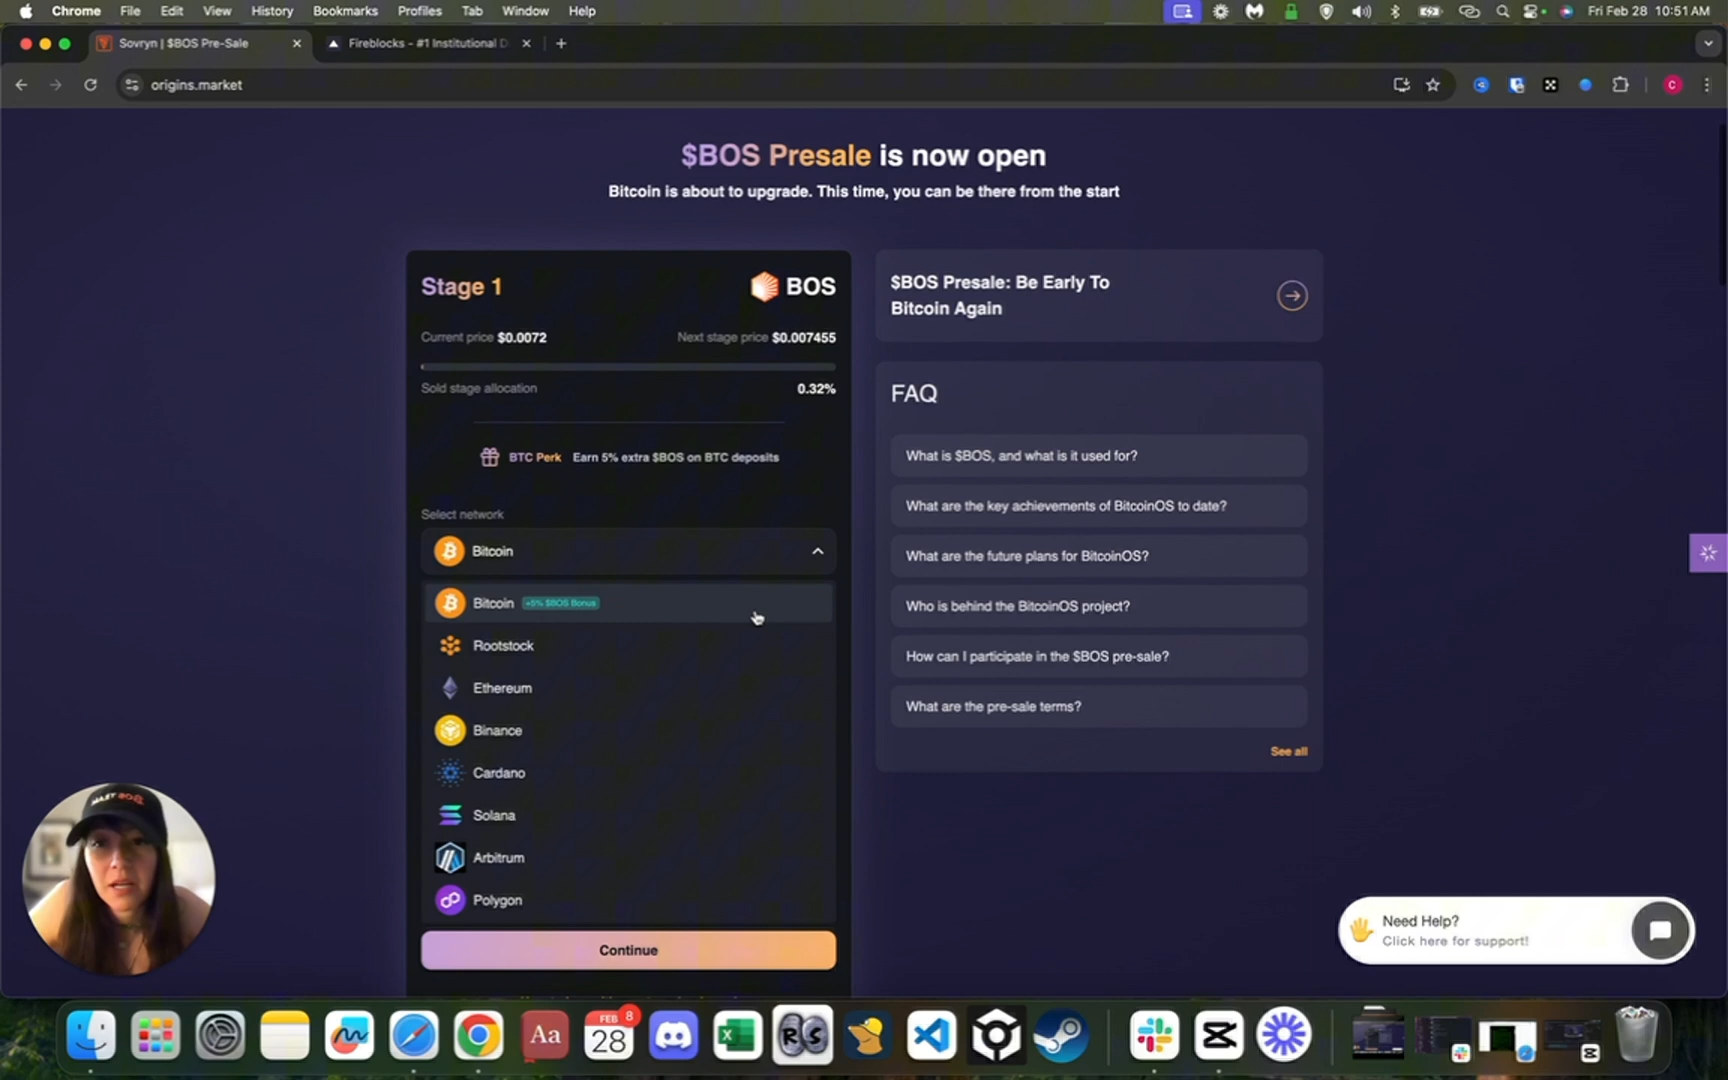 Chrome File Edit View History Bookmarks Profiles Tab Window Help
Fri Feb 28 10:51 AM
Sovryn | $BOS Pre-Sale
Fireblocks - #1 Institutional D
origins.market
C
$BOS Presale is now open
Bitcoin is about to upgrade. This time, you can be there from the start
Stage 1
BOS
Current price $0.0072
Next stage price $0.007455
Sold stage allocation
0.32%
BTC Perk Earn 5% extra $BOS on BTC deposits
Select network
Bitcoin
Bitcoin +5% $BOS Bonus
Rootstock
Ethereum
Binance
Cardano
Solana
Arbitrum
Polygon
Continue
$BOS Presale: Be Early To
Bitcoin Again
FAQ
What is $BOS, and what is it used for?
What are the key achievements of BitcoinOS to date?
What are the future plans for BitcoinOS?
Who is behind the BitcoinOS project?
How can I participate in the $BOS pre-sale?
What are the pre-sale terms?
See all
Need Help?
Click here for support!
Aa
FEB
28
8
RS